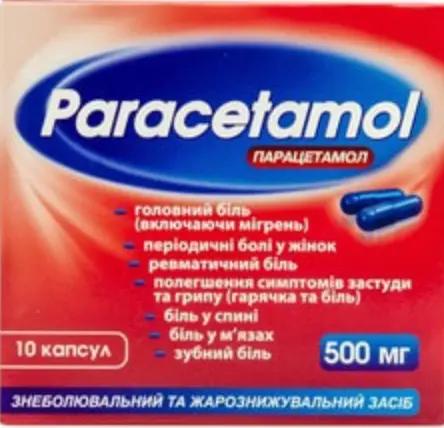 Paracetamol
ПАРАЦЕТАМОЛ
– головний біль
(включаючи мігрень)
– періодичні болі у жінок
– ревматичний біль
– полегшення симптомів застуди
та грипу (гарячка та біль)
– біль у спині
– біль у м'язах
– зубний біль
10 капсул
500 мг
ЗНЕБОЛЮВАЛЬНИЙ ТА ЖАРОЗНИЖУВАЛЬНИЙ ЗАСІБ